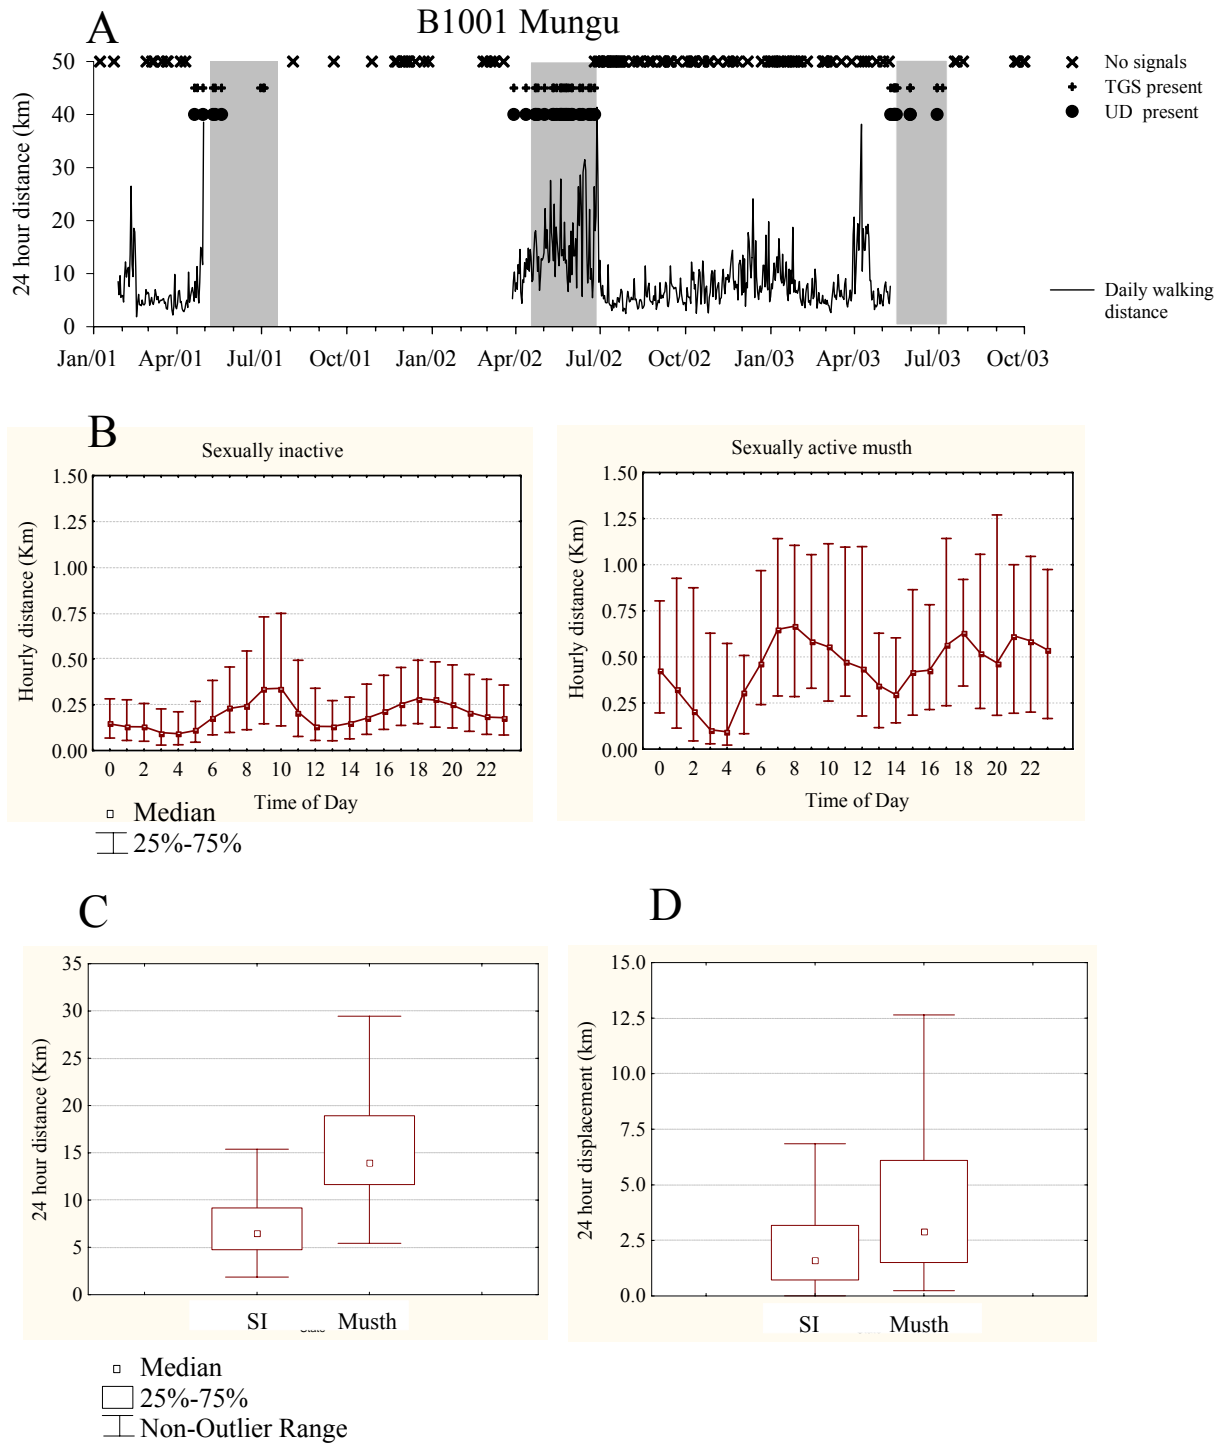 A
B1001 Mungu
50
40
30
20
10
0
24 hour distance (km)
Jan/01 Apr/01 Jul/01 Oct/01 Jan/02 Apr/02 Jul/02 Oct/02 Jan/03 Apr/03 Jul/03 Oct/03
No signals
TGS present
UD present
Daily walking
distance
B
Sexually inactive
1.50
1.25
1.00
0.75
0.50
0.25
0.00
Hourly distance (Km)
0 2 4 6 8 10 12 14 16 18 20 22
Time of Day
Median
25%-75%
Sexually active musth
1.50
1.25
1.00
0.75
0.50
0.25
0.00
Hourly distance (Km)
0 2 4 6 8 10 12 14 16 18 20 22
Time of Day
C
35
30
25
20
15
10
5
0
24 hour distance (Km)
SI Musth
D
15.0
12.5
10.0
7.5
5.0
2.5
0.0
24 hour displacement (km)
SI Musth
Median
25%-75%
Non-Outlier Range